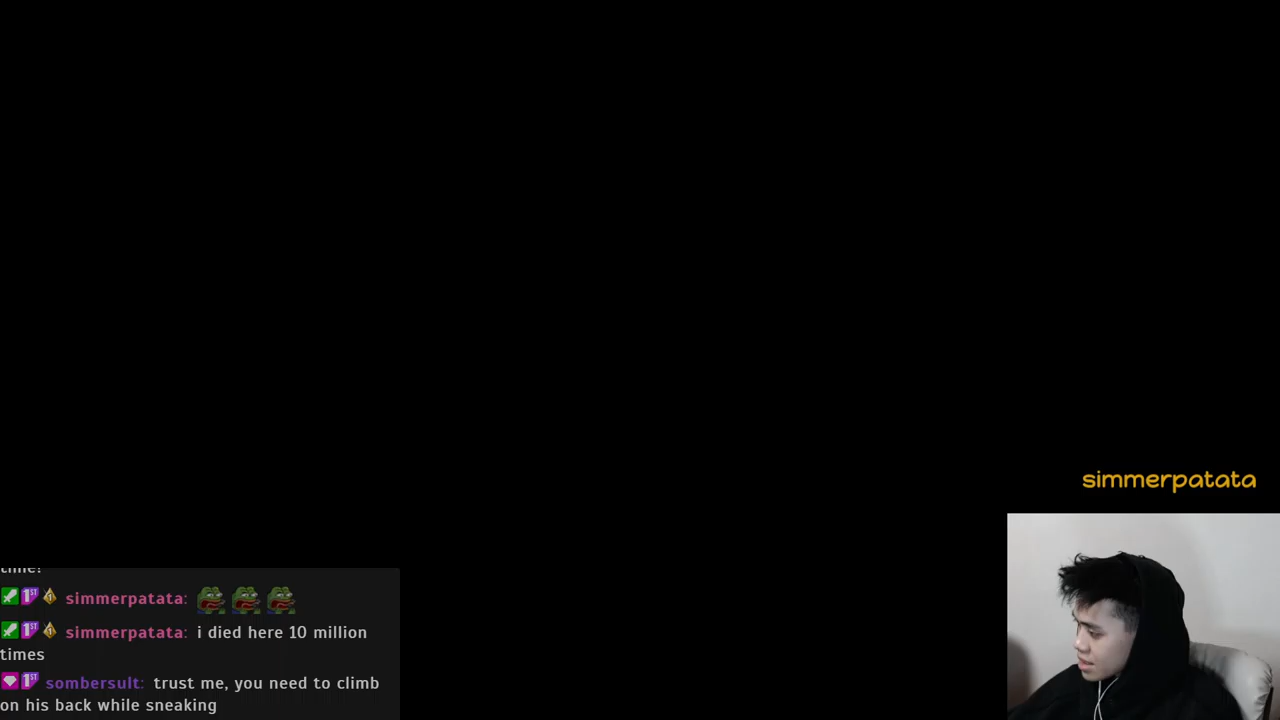 simmerpatata
simmerpatata:
simmerpatata: i died here 10 million
times
sombersult: trust me, you need to climb
on his back while sneaking